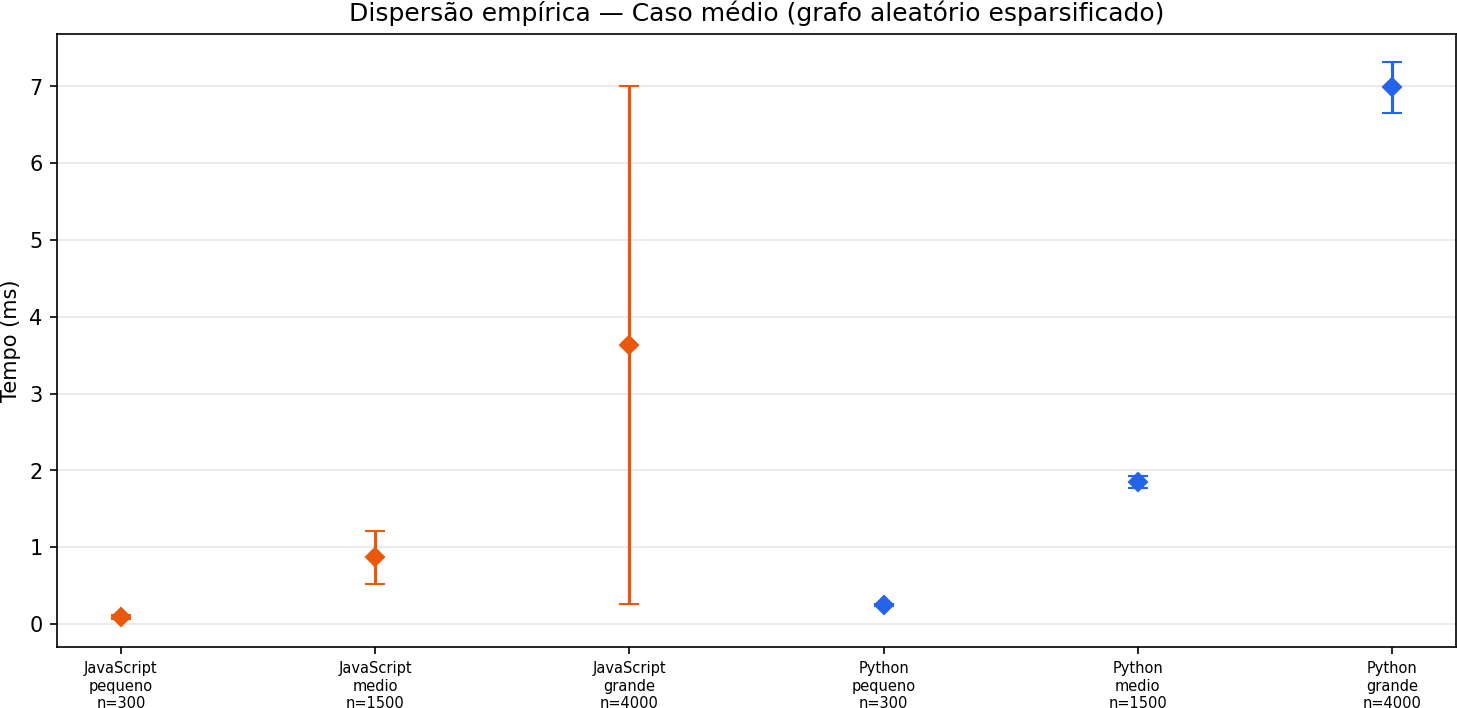 Dispersão empírica — Caso médio (grafo aleatório esparsificado)
Tempo (ms)
7
6
5
4
3
2
1
0
JavaScript
pequeno
n=300
JavaScript
medio
n=1500
JavaScript
grande
n=4000
Python
pequeno
n=300
Python
medio
n=1500
Python
grande
n=4000